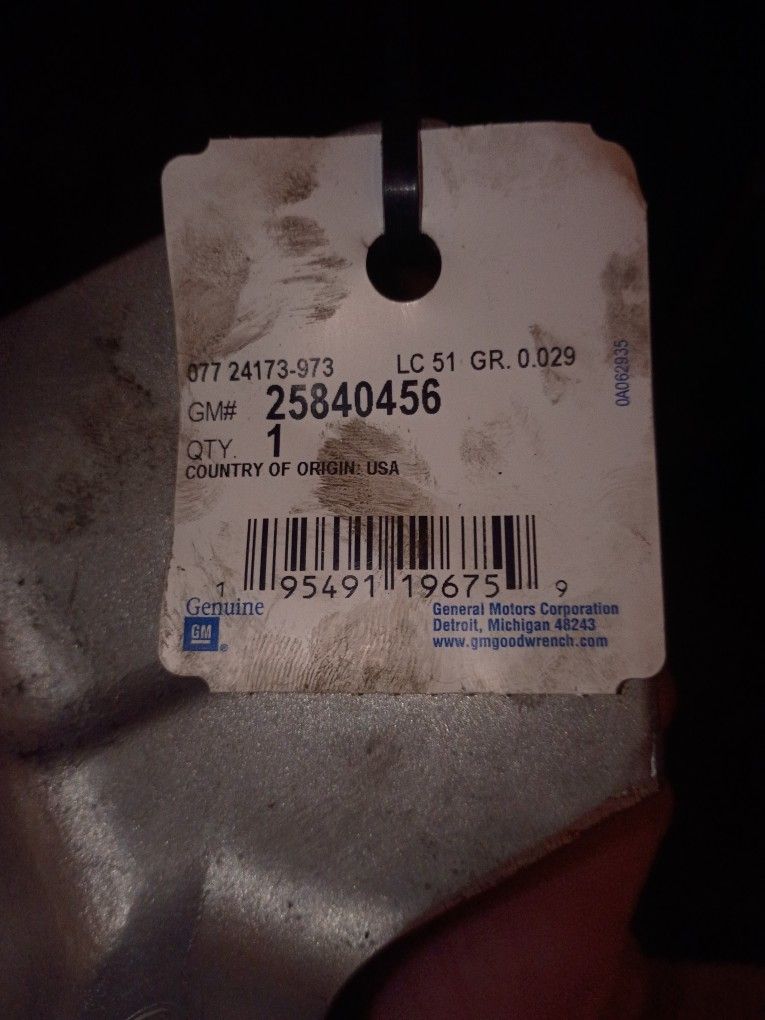 077 24173-973 LC 51 GR. 0.029
GM# 25840456
QTY. 1
COUNTRY OF ORIGIN: USA
0A062935
1 95491 19675 9
Genuine
GM ®
General Motors Corporation
Detroit, Michigan 48243
www.gmgoodwrench.com